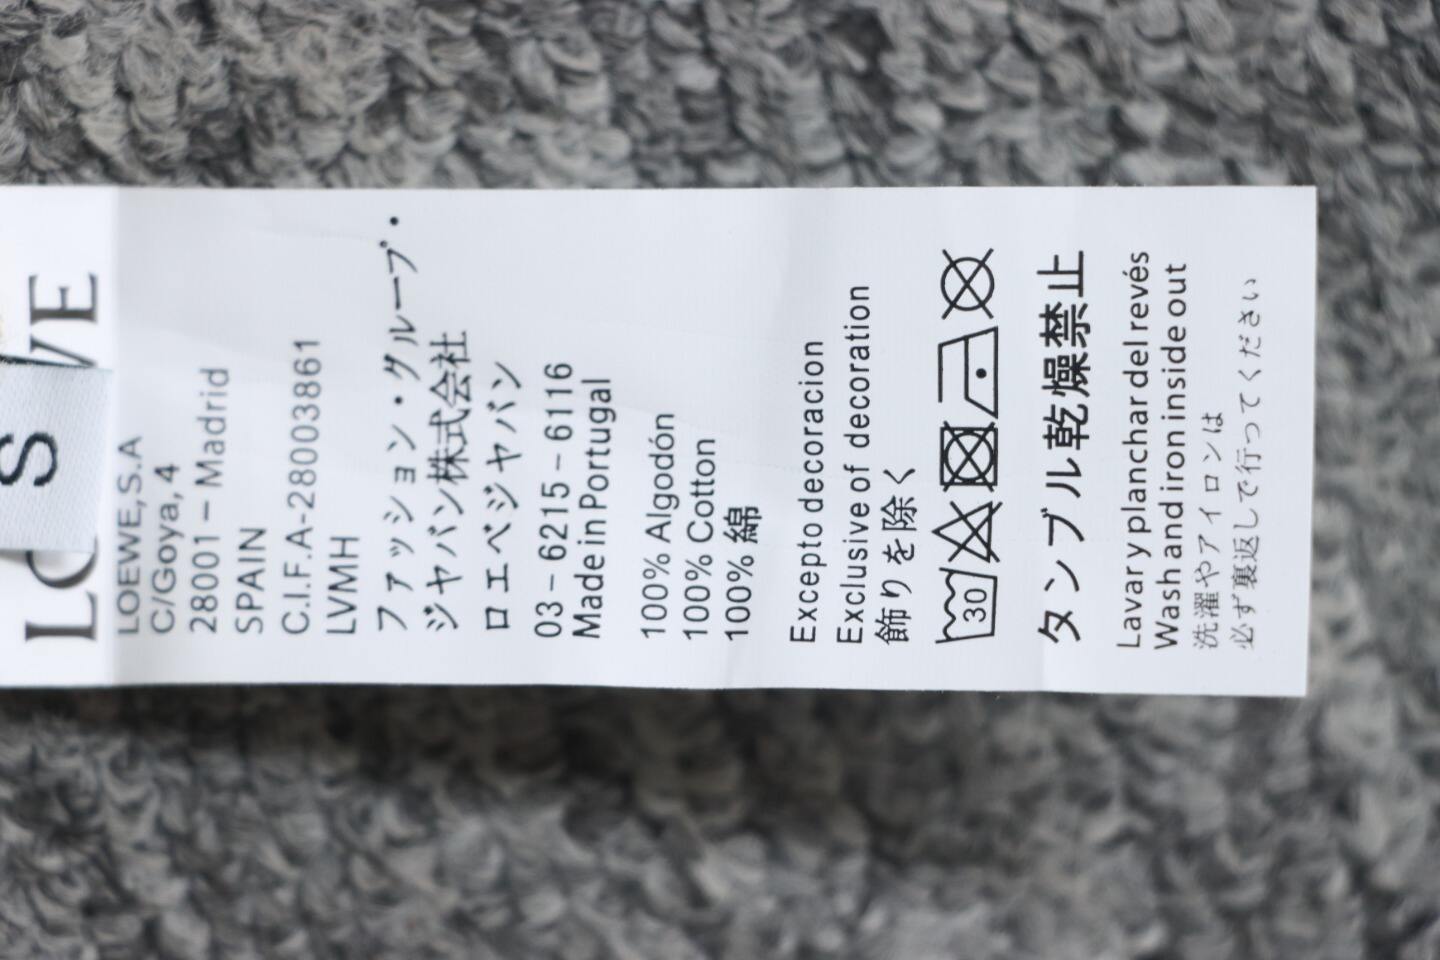 LOEWE
S
LOEWE, S.A
C/Goya, 4
28001 – Madrid
SPAIN
C.I.F.A-28003861
LVMH
ファッション・グループ・
ジャバン株式会社
ロエベジャバン
03 – 6215 – 6116
Made in Portugal
100% Algodón
100% Cotton
100% 綿
Excepto decoracion
Exclusive of decoration
飾りを除く
30
タンブル乾燥禁止
Lavar y planchar del revés
Wash and iron inside out
洗濯やアイロンは
必ず裏返しで行ってください